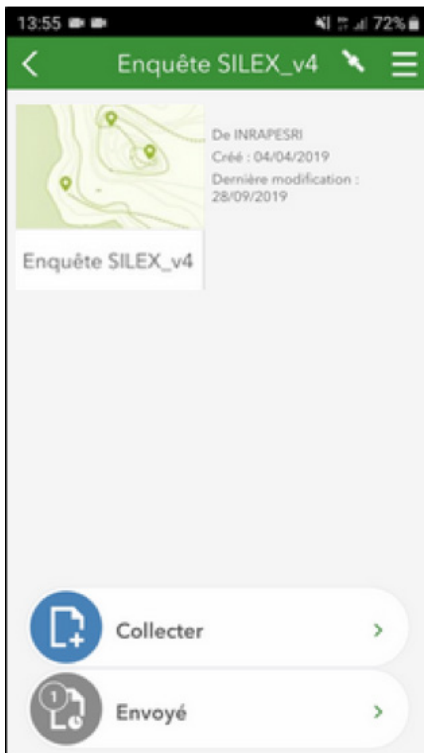 13:55 72%
Enquête SILEX_v4
De INRAPESRI
Créé : 04/04/2019
Dernière modification :
28/09/2019
Enquête SILEX_v4
Collecter
1
Envoyé